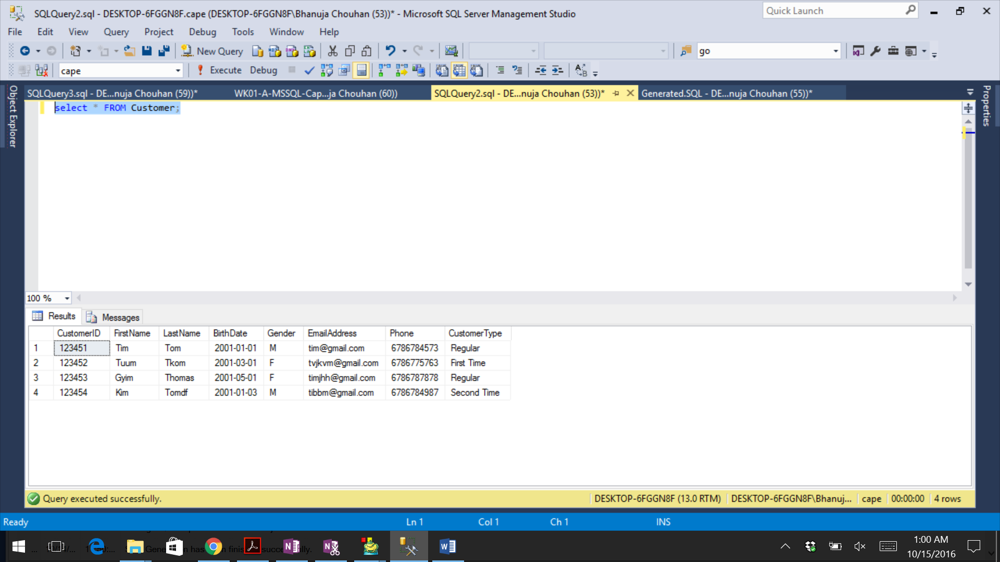 SQLQuery2.sql - DESKTOP-6FGGN8F.cape (DESKTOP-6FGGN8F\Bhanuja Chouhan (53))* - Microsoft SQL Server Management Studio
Quick Launch
File Edit View Query Project Debug Tools Window Help
New Query
go
cape
Execute Debug
Object Explorer
SQLQuery3.sql - DE...nuja Chouhan (59))*
WK01-A-MSSQL-Cap...ja Chouhan (60))
SQLQuery2.sql - DE...nuja Chouhan (53))*
Generated.SQL - DE...nuja Chouhan (55))*
Properties
select * FROM Customer;
100 %
Results Messages
CustomerID FirstName LastName BirthDate Gender EmailAddress Phone CustomerType
1 123451 Tim Tom 2001-01-01 M tim@gmail.com 6786784573 Regular
2 123452 Tuum Tkom 2001-03-01 F tvjkvm@gmail.com 6786775763 First Time
3 123453 Gyim Thomas 2001-05-01 F timjhh@gmail.com 6786787878 Regular
4 123454 Kim Tomdf 2001-01-03 M tibbm@gmail.com 6786784987 Second Time
Query executed successfully.
DESKTOP-6FGGN8F (13.0 RTM) DESKTOP-6FGGN8F\Bhanuj... cape 00:00:00 4 rows
Ready Ln 1 Col 1 Ch 1 INS
1:00 AM
10/15/2016